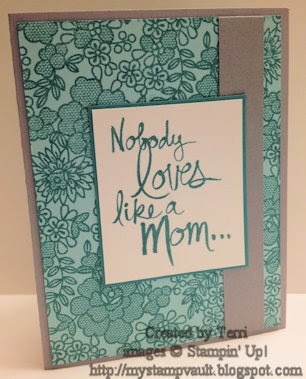 Nobody
loves
like a
Mom...
Created by Terri
images © Stampin' Up!
http://mystampvault.blogspot.com